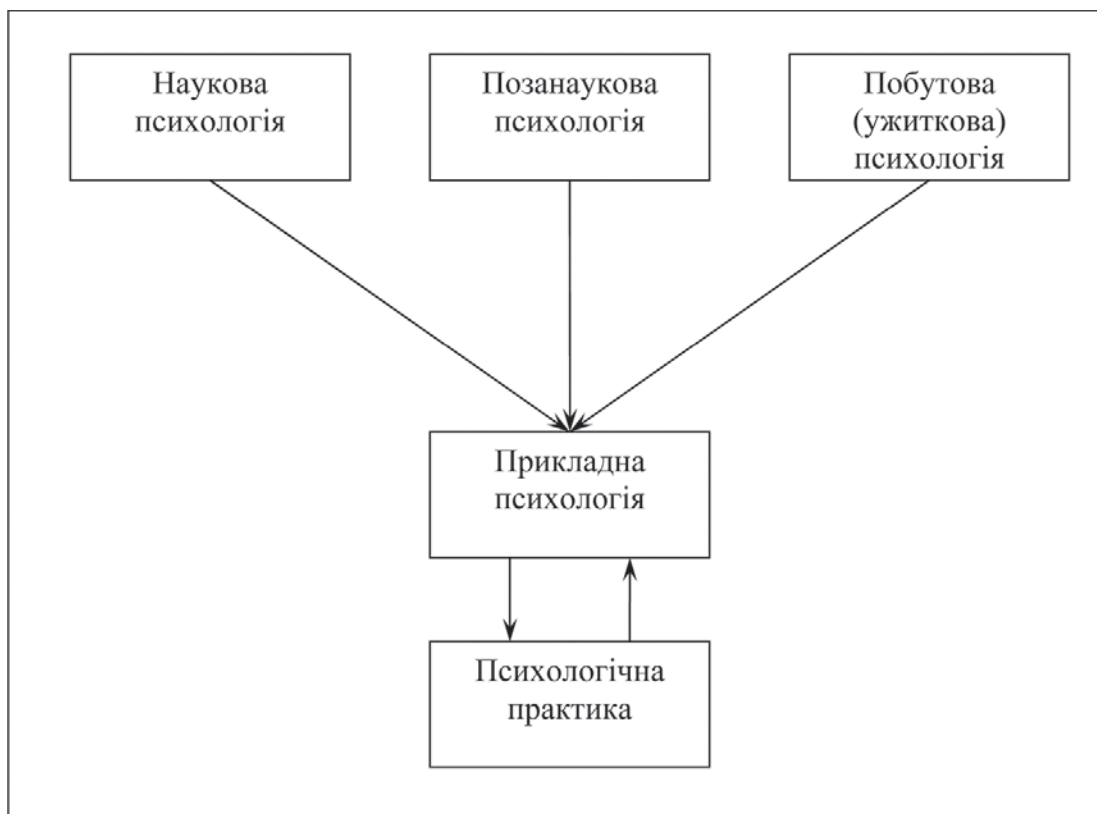 Наукова
психологія
Позанаукова
психологія
Побутова
(ужиткова)
психологія
Прикладна
психологія
Психологічна
практика